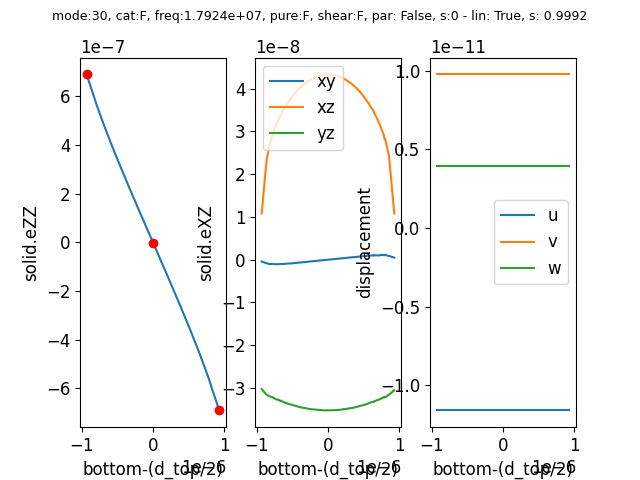 mode:30, cat:F, freq:1.7924e+07, pure:F, shear:F, par: False, s:0 - lin: True, s: 0.9992
1e−7
6
4
2
0
−2
−4
−6
solid.eZZ
−1
0
1
1e−6
bottom-(d_top/2)
1e−8
4
3
2
1
0
−1
−2
−3
solid.eXZ
xy
xz
yz
−1
0
1
1e−6
bottom-(d_top/2)
1e−11
1.0
0.5
0.0
−0.5
−1.0
displacement
u
v
w
−1
0
1
1e−6
bottom-(d_top/2)